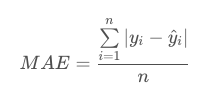 MAE = \frac{\sum_{i=1}^{n} |y_i - \hat{y}_i|}{n}